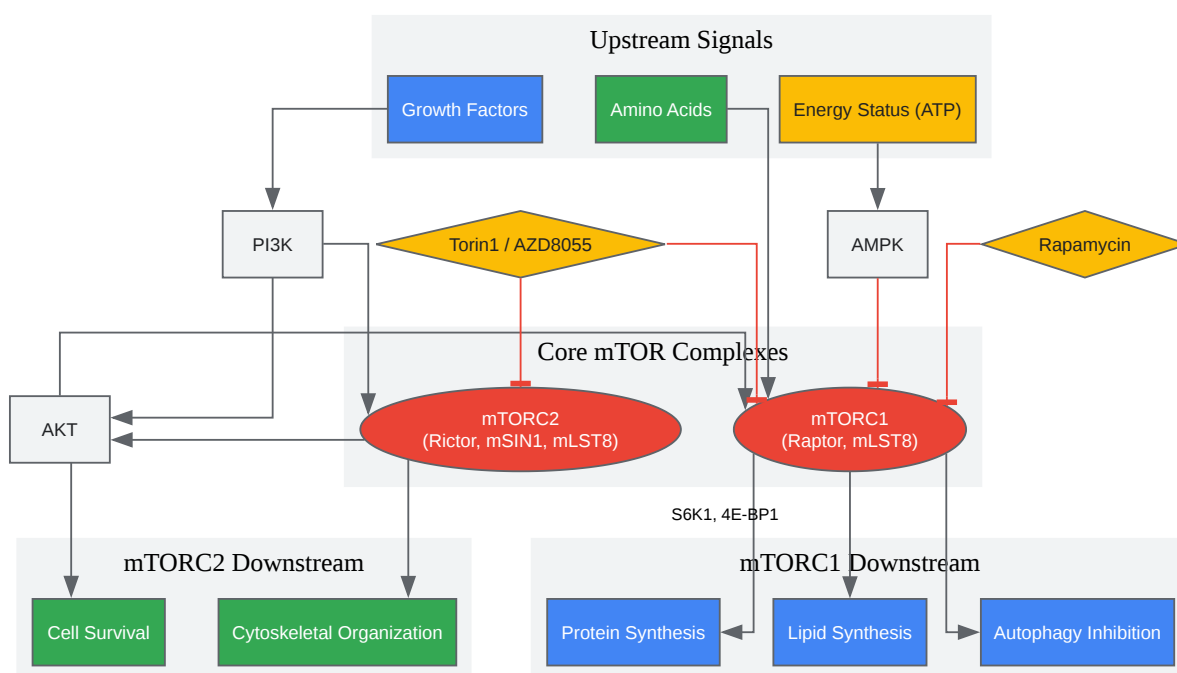 Upstream Signals
Growth Factors
Amino Acids
Energy Status (ATP)
PI3K
Torin1 / AZD8055
AMPK
Rapamycin
Core mTOR Complexes
AKT
mTORC2
(Rictor, mSIN1, mLST8)
mTORC1
(Raptor, mLST8)
S6K1, 4E-BP1
mTORC2 Downstream
mTORC1 Downstream
Cell Survival
Cytoskeletal Organization
Protein Synthesis
Lipid Synthesis
Autophagy Inhibition